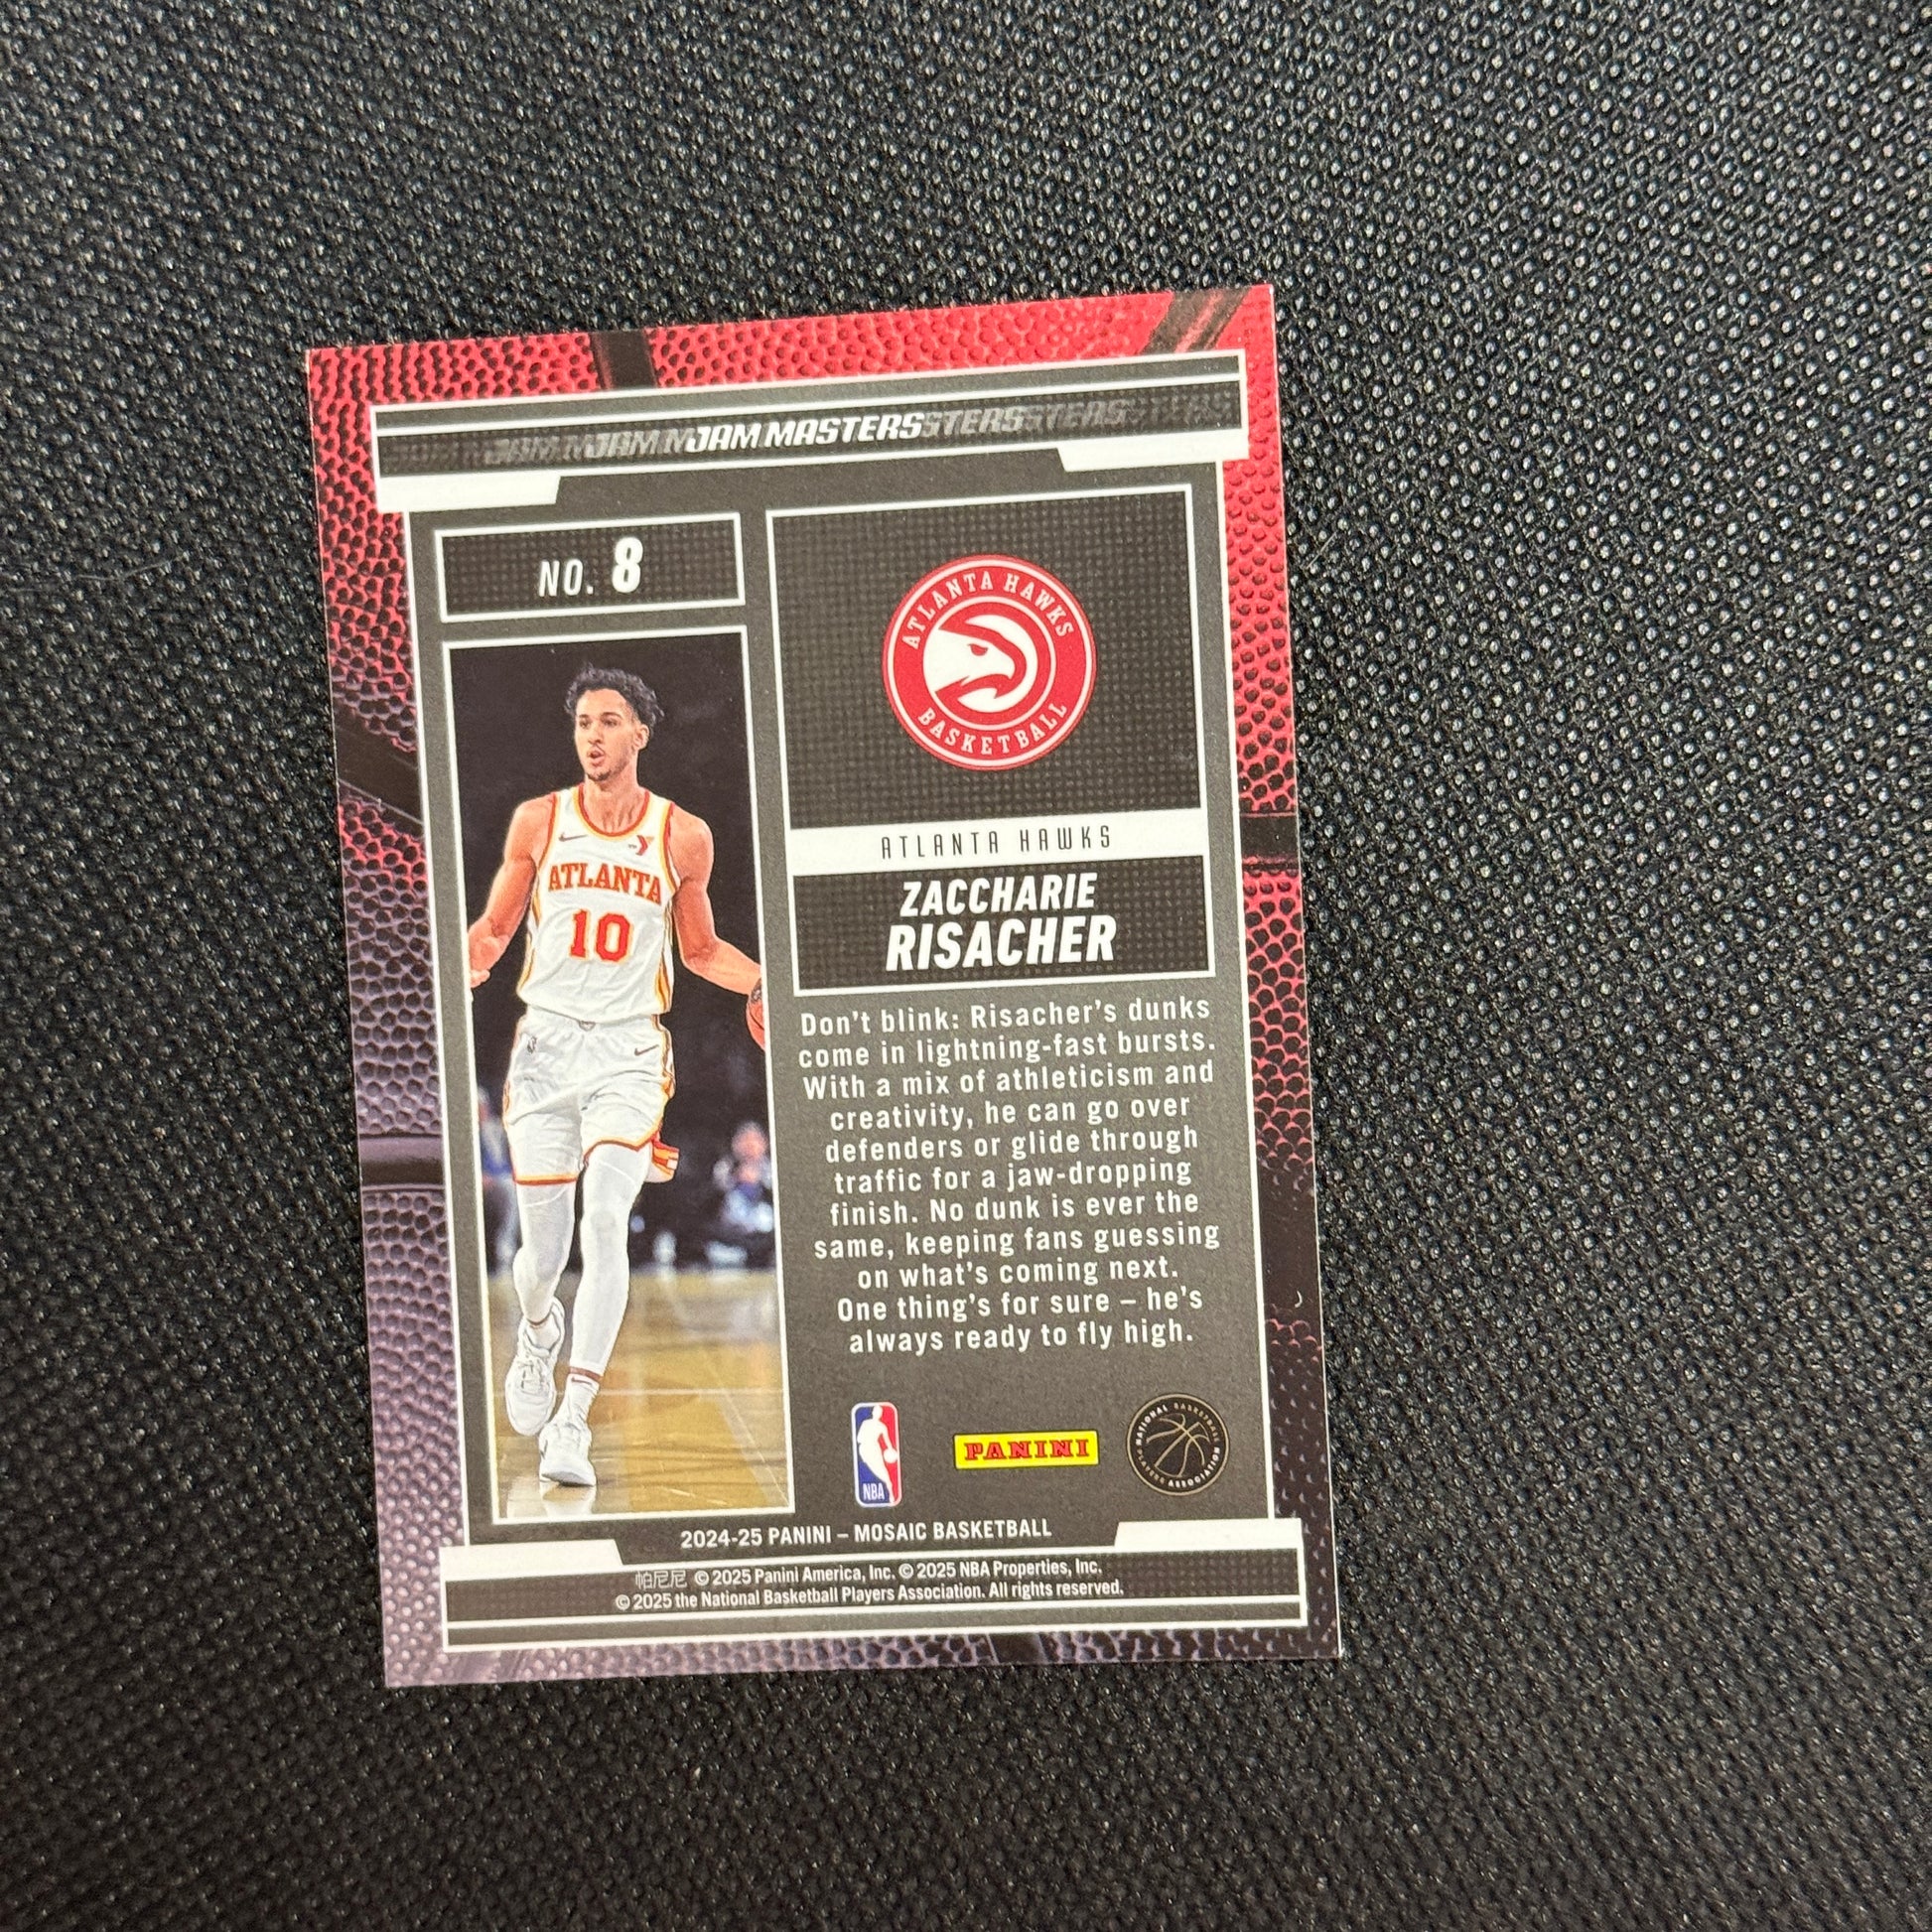 JAM MASTERS
NO. 8
ATLANTA HAWKS
BASKETBALL
ATLANTA
10
ATLANTA HAWKS
ZACCHARIE
RISACHER
Don't blink: Risacher's dunks
come in lightning-fast bursts.
With a mix of athleticism and
creativity, he can go over
defenders or glide through
traffic for a jaw-dropping
finish. No dunk is ever the
same, keeping fans guessing
on what's coming next.
One thing's for sure – he's
always ready to fly high.
NBA
PANINI
NATIONAL BASKETBALL
PLAYERS ASSOCIATION
2024-25 PANINI – MOSAIC BASKETBALL
帕尼尼 © 2025 Panini America, Inc. © 2025 NBA Properties, Inc.
© 2025 the National Basketball Players Association. All rights reserved.